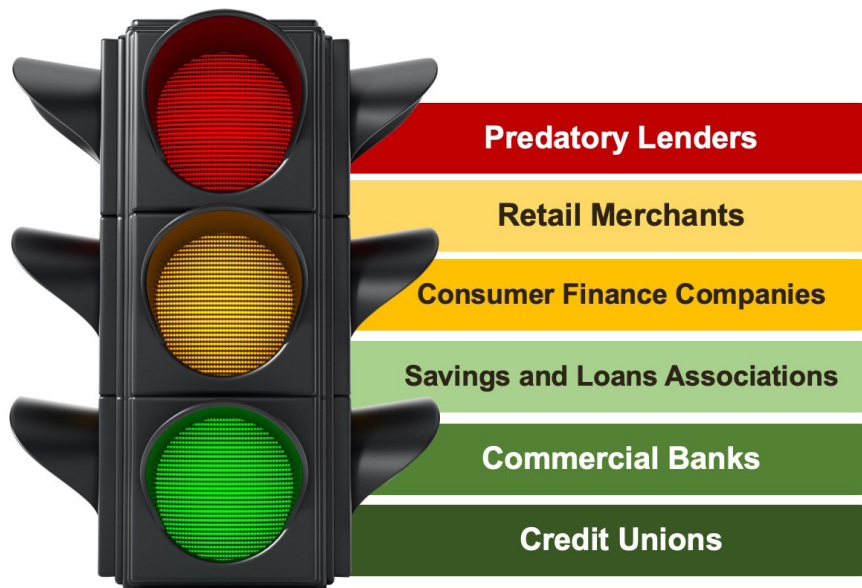 Predatory Lenders
Retail Merchants
Consumer Finance Companies
Savings and Loans Associations
Commercial Banks
Credit Unions